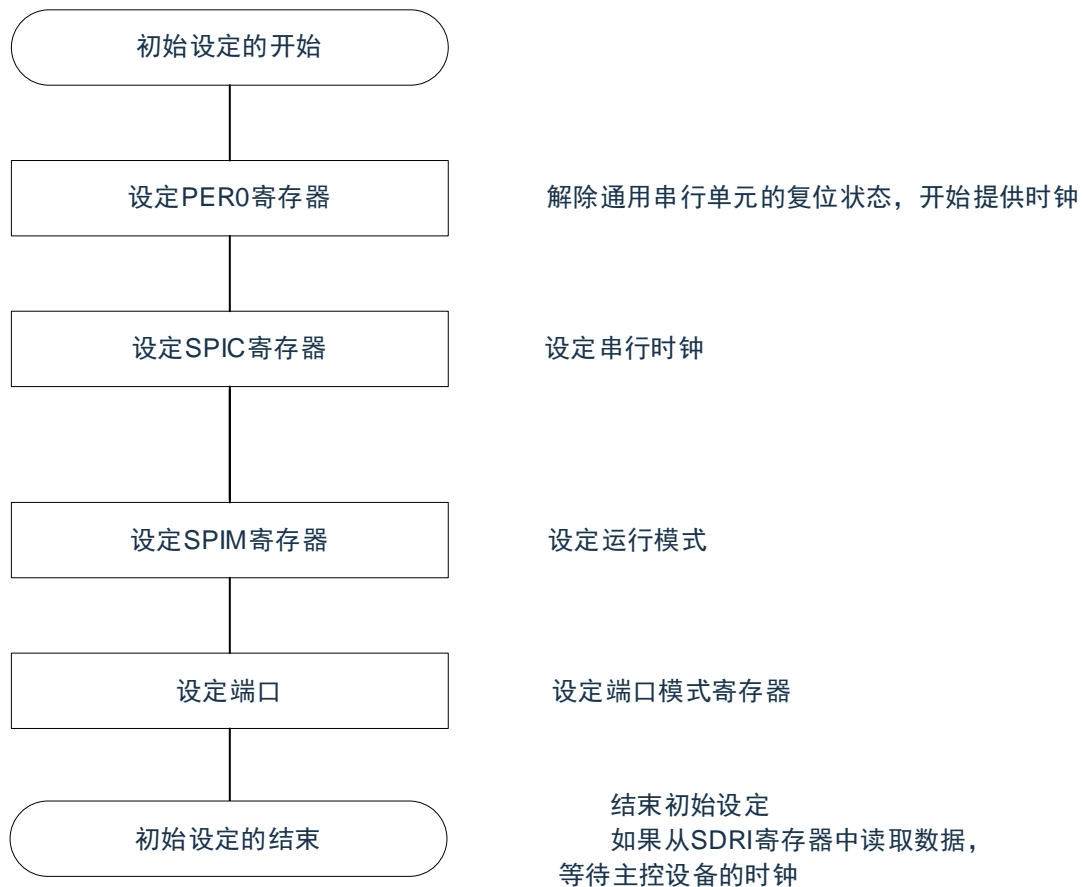 初始设定的开始
设定PER0寄存器
解除通用串行单元的复位状态，开始提供时钟
设定SPIC寄存器
设定串行时钟
设定SPIM寄存器
设定运行模式
设定端口
设定端口模式寄存器
初始设定的结束
结束初始设定
如果从SDRI寄存器中读取数据，
等待主控设备的时钟